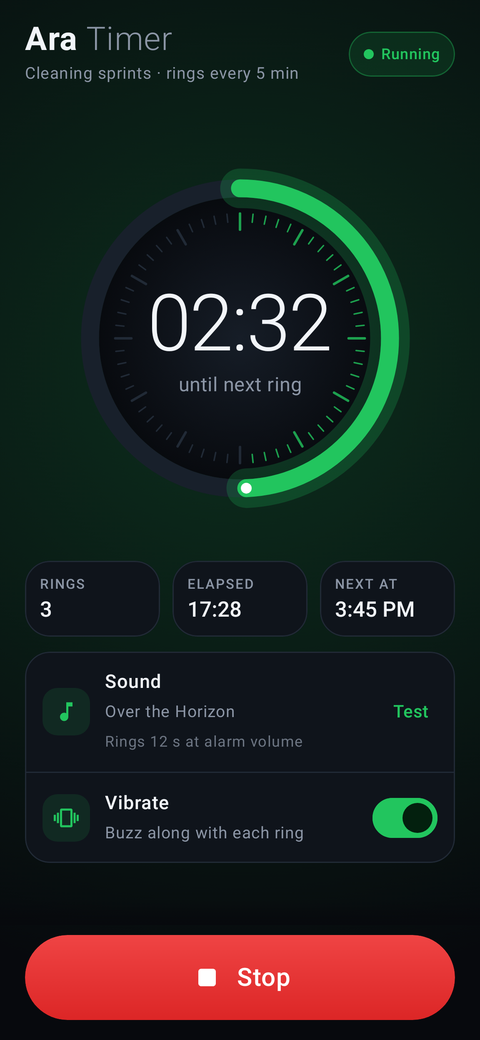 Ara Timer
Running
Cleaning sprints · rings every 5 min
02:32
until next ring
RINGS
3
ELAPSED
17:28
NEXT AT
3:45 PM
Sound
Over the Horizon
Test
Rings 12 s at alarm volume
Vibrate
Buzz along with each ring
Stop